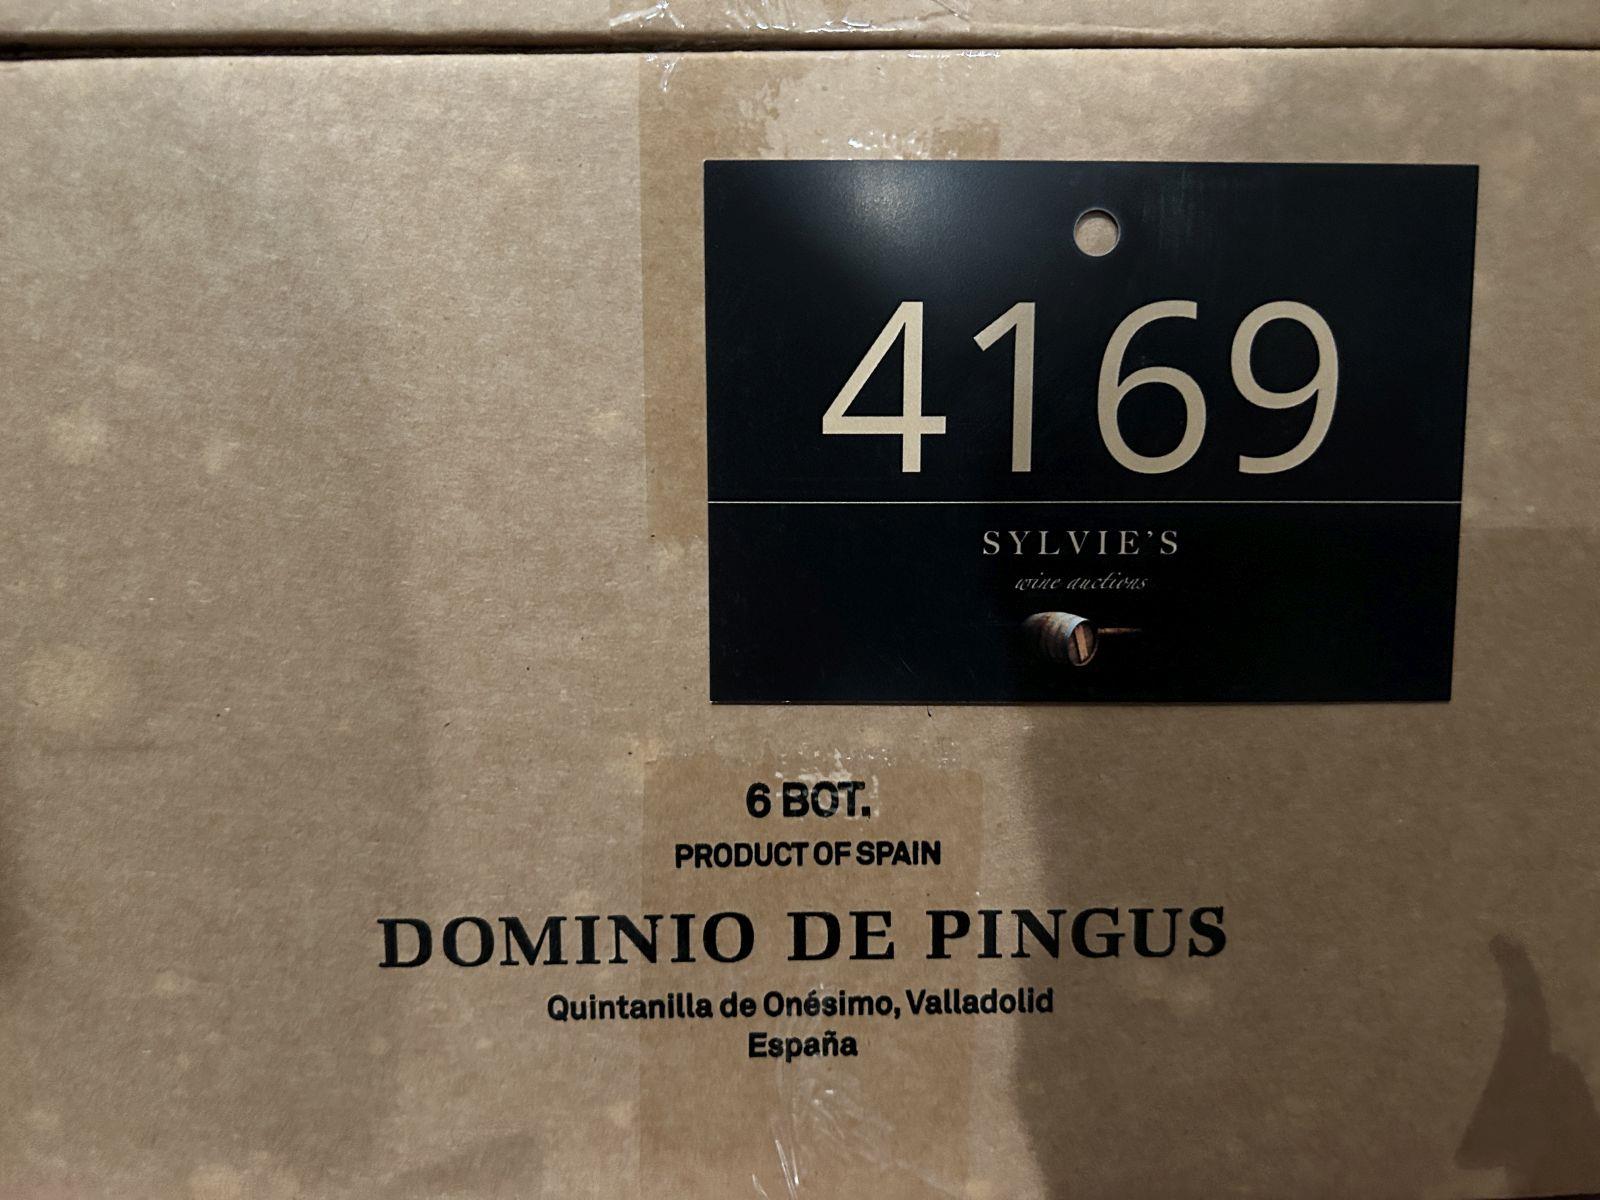 4169
SYLVIE'S
wine auctions
6 BOT.
PRODUCT OF SPAIN
DOMINIO DE PINGUS
Quintanilla de Onésimo, Valladolid
España